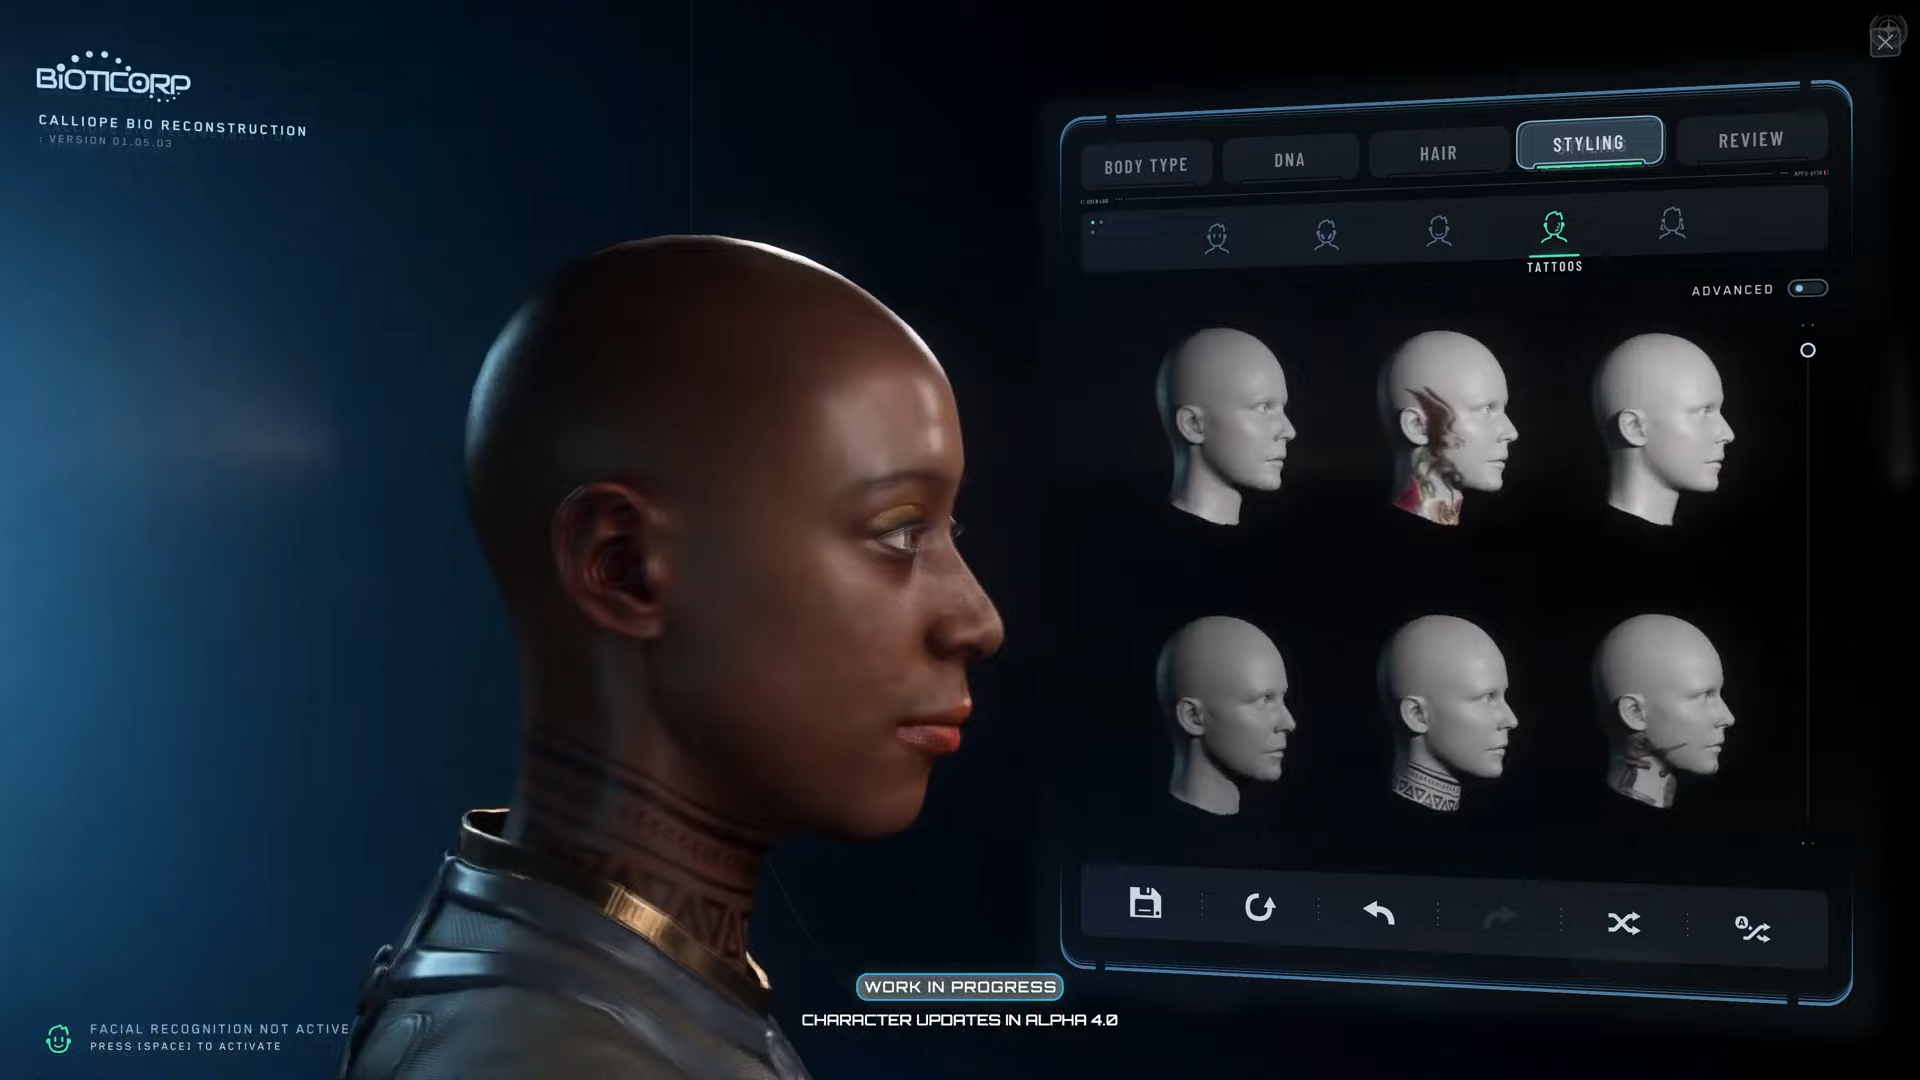 BiOTICORP
CALLIOPE BIO RECONSTRUCTION
: VERSION 01.05.03
BODY TYPE
DNA
HAIR
STYLING
REVIEW
TATTOOS
ADVANCED
WORK IN PROGRESS
CHARACTER UPDATES IN ALPHA 4.0
FACIAL RECOGNITION NOT ACTIVE
PRESS [SPACE] TO ACTIVATE